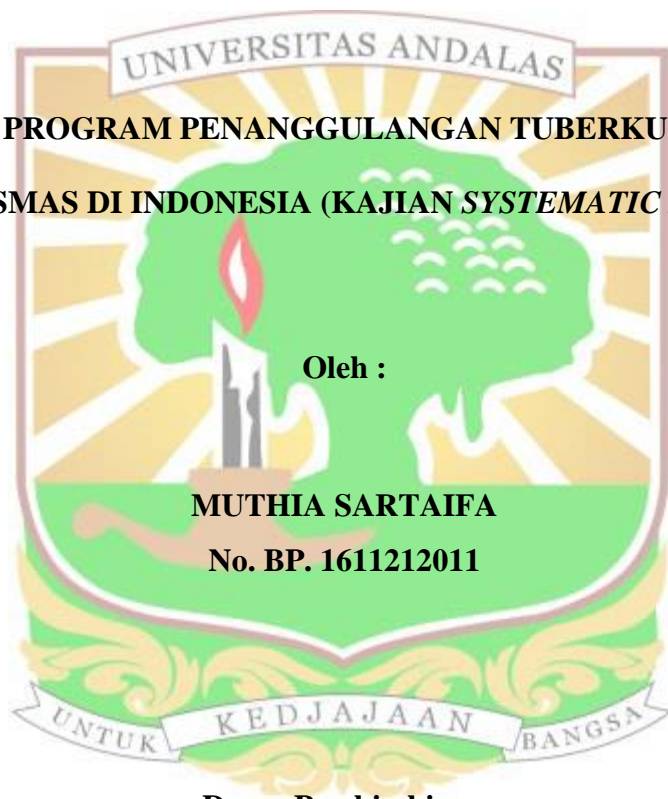 UNIVERSITAS ANDALAS
PROGRAM PENANGGULANGAN TUBERKU
SMAS DI INDONESIA (KAJIAN SYSTEMATIC
Oleh :
MUTHIA SARTAIFA
No. BP. 1611212011
UNTUK KEDJAJAAN BANGSA